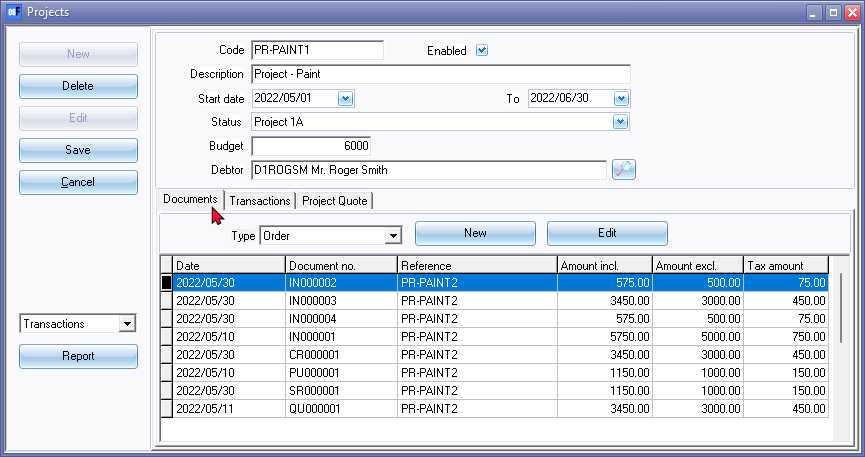 Projects
New
Delete
Edit
Save
Cancel
Transactions
Report
Code PR-PAINT1 Enabled
Description Project - Paint
Start date 2022/05/01 To 2022/06/30
Status Project 1A
Budget 6000
Debtor D1ROGSM Mr. Roger Smith
Documents Transactions Project Quote
Type Order New Edit
Date Document no. Reference Amount incl. Amount excl. Tax amount
2022/05/30 IN000002 PR-PAINT2 575.00 500.00 75.00
2022/05/30 IN000003 PR-PAINT2 3450.00 3000.00 450.00
2022/05/30 IN000004 PR-PAINT2 575.00 500.00 75.00
2022/05/10 IN000001 PR-PAINT2 5750.00 5000.00 750.00
2022/05/30 CR000001 PR-PAINT2 3450.00 3000.00 450.00
2022/05/10 PU000001 PR-PAINT2 1150.00 1000.00 150.00
2022/05/30 SR000001 PR-PAINT2 1150.00 1000.00 150.00
2022/05/11 QU000001 PR-PAINT2 3450.00 3000.00 450.00